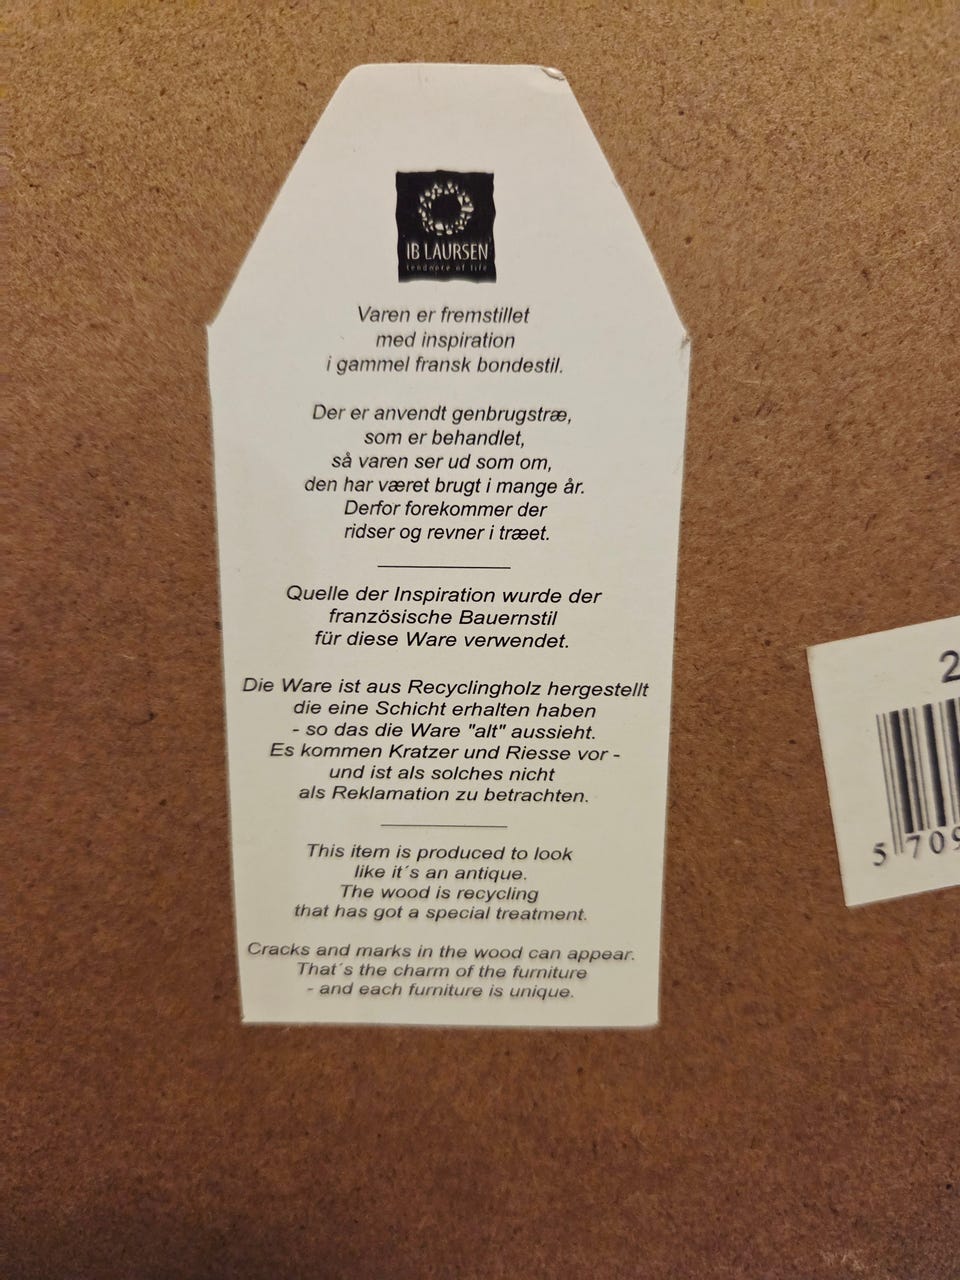 IB LAURSEN
tendance of life
Varen er fremstillet
med inspiration
i gammel fransk bondestil.
Der er anvendt genbrugstræ,
som er behandlet,
så varen ser ud som om,
den har været brugt i mange år.
Derfor forekommer der
ridser og revner i træet.
Quelle der Inspiration wurde der
französische Bauernstil
für diese Ware verwendet.
Die Ware ist aus Recyclingholz hergestellt
die eine Schicht erhalten haben
- so das die Ware "alt" aussieht.
Es kommen Kratzer und Riesse vor -
und ist als solches nicht
als Reklamation zu betrachten.
This item is produced to look
like it´s an antique.
The wood is recycling
that has got a special treatment.
Cracks and marks in the wood can appear.
That´s the charm of the furniture
- and each furniture is unique.
2
5 709